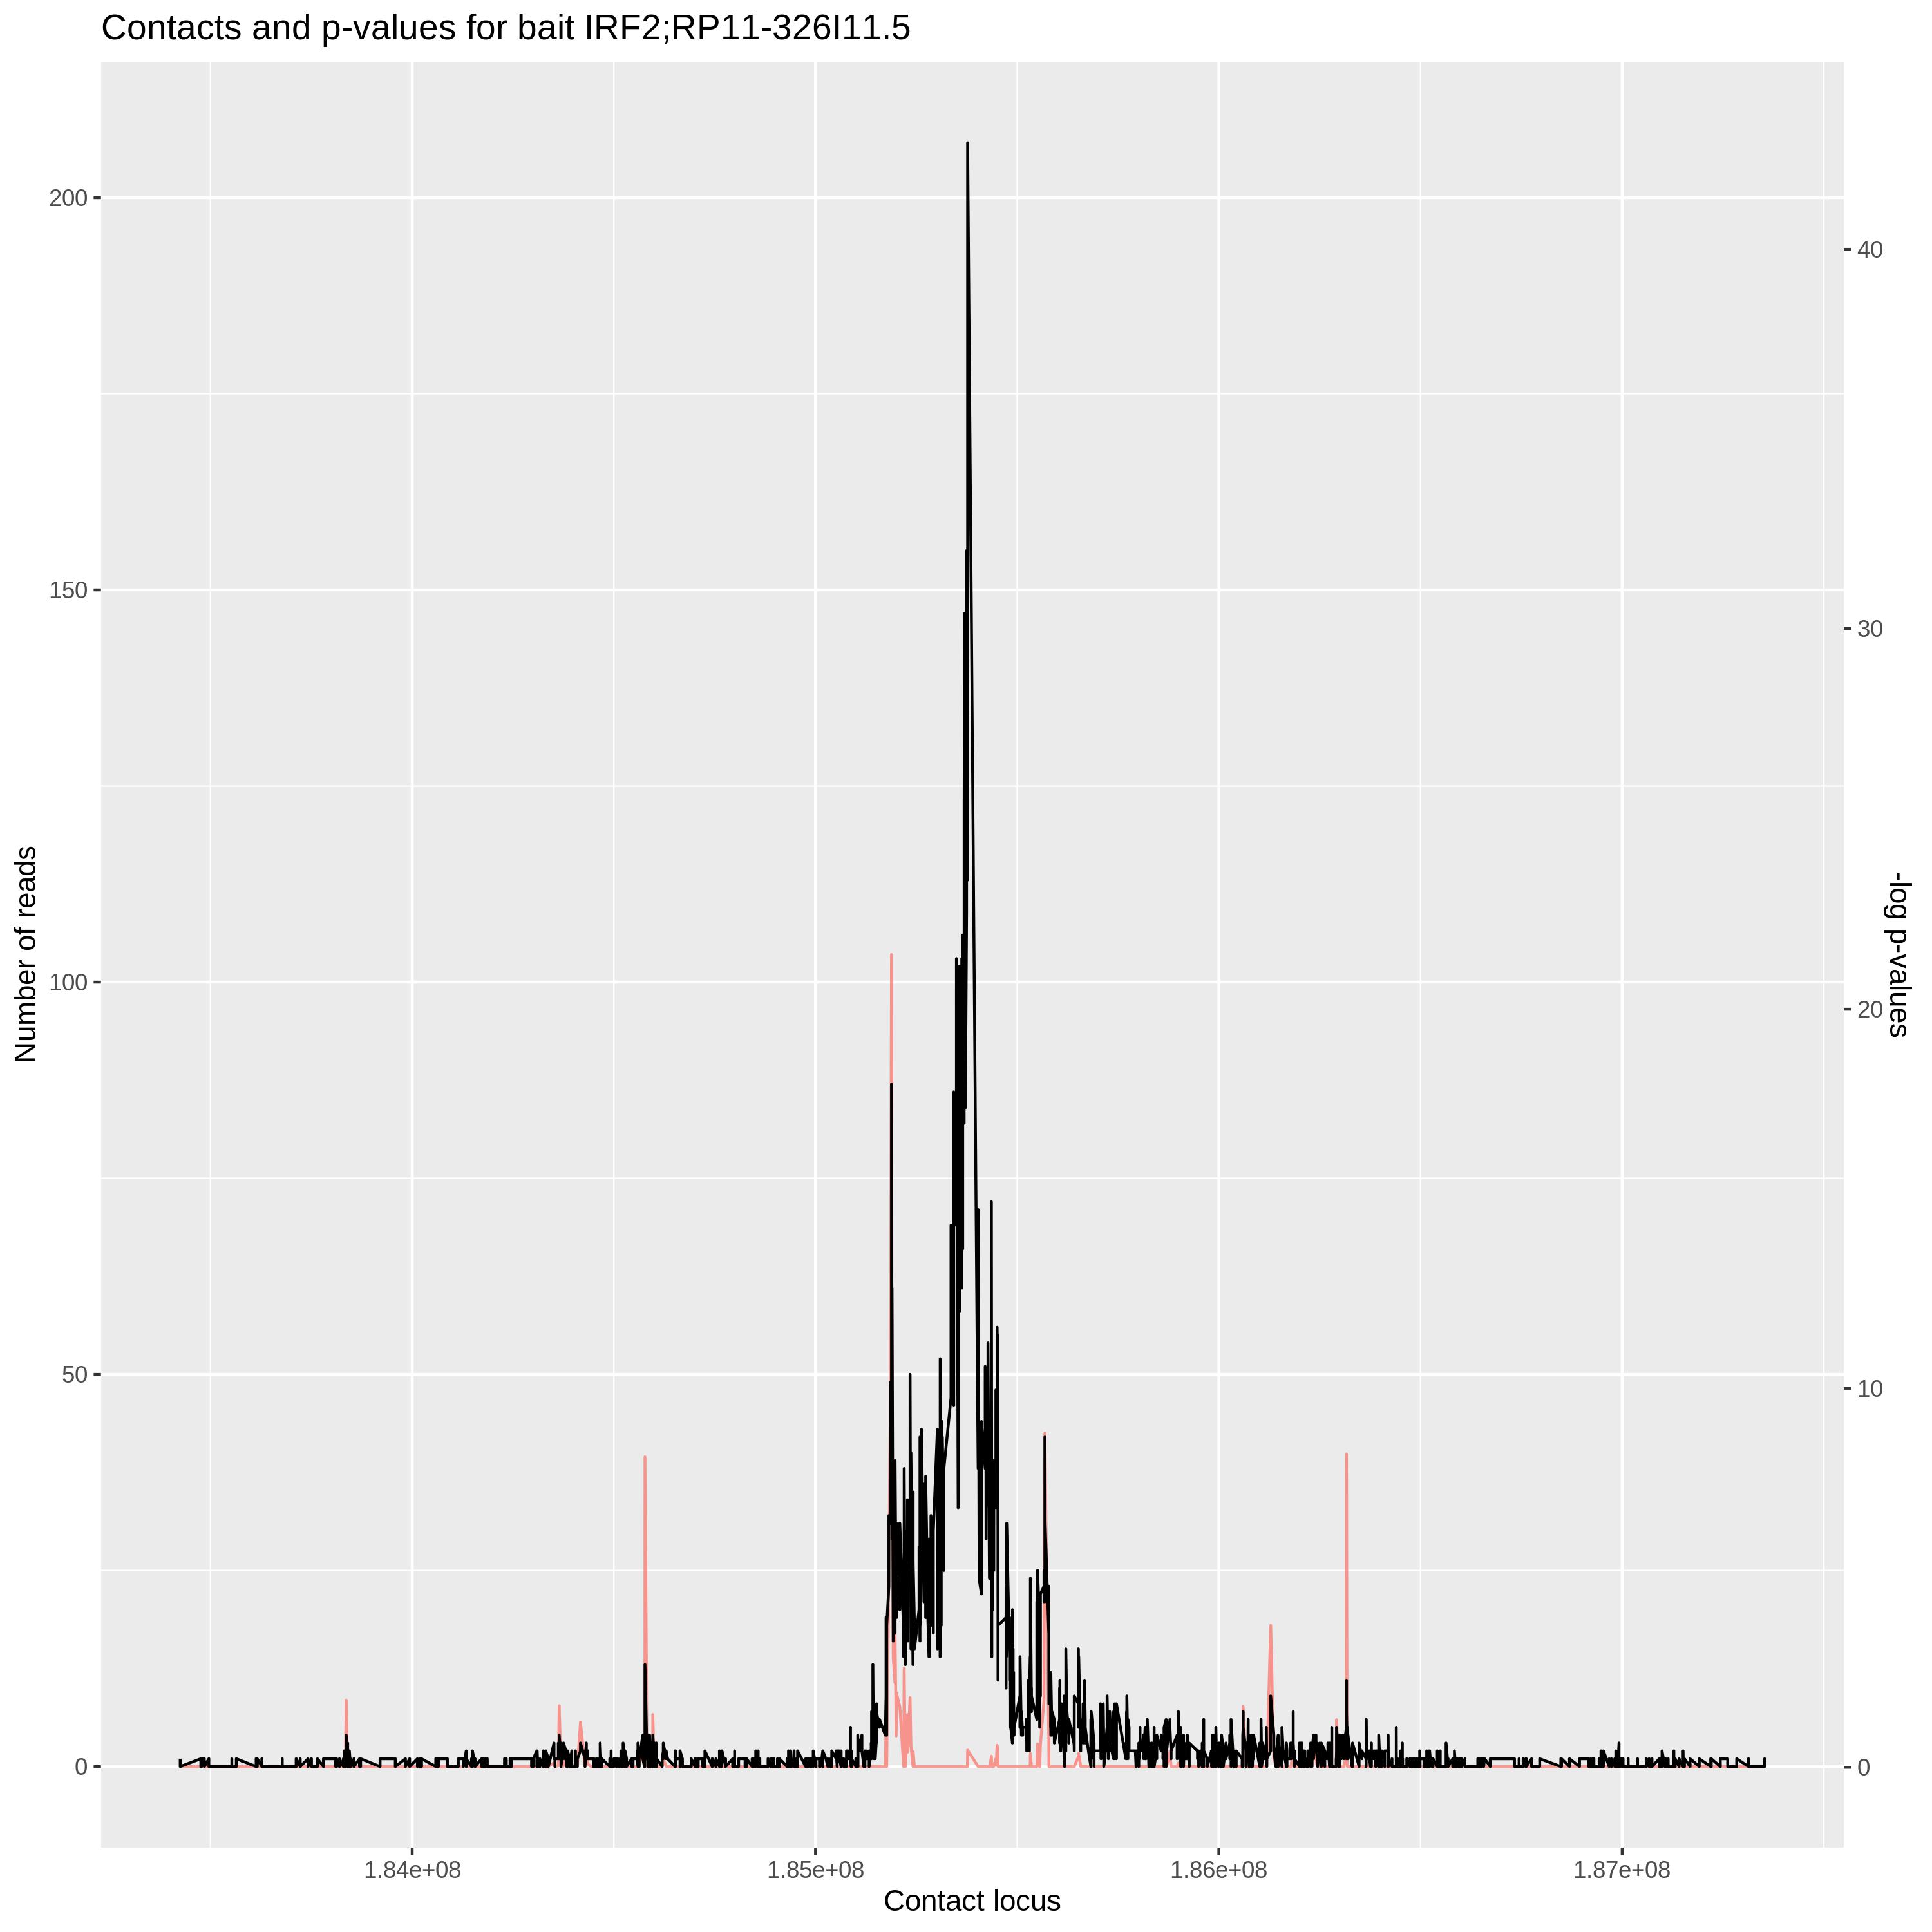 Contacts and p-values for bait IRF2;RP11-326I11.5
200
150
100
50
0
Number of reads
40
30
20
10
0
-log p-values
1.84e+08
1.85e+08
1.86e+08
1.87e+08
Contact locus